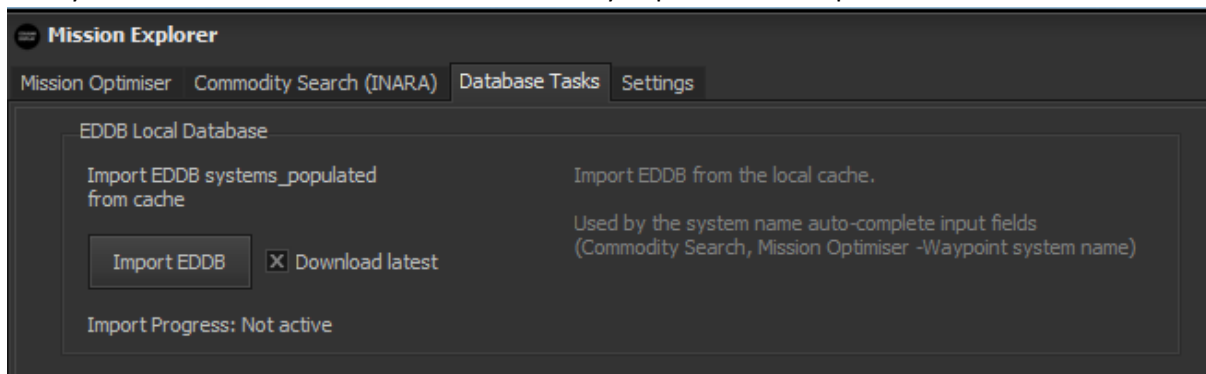 Mission Explorer
Mission Optimiser Commodity Search (INARA) Database Tasks Settings
EDDB Local Database
Import EDDB systems_populated
from cache
Import EDDB from the local cache.
Used by the system name auto-complete input fields
(Commodity Search, Mission Optimiser -Waypoint system name)
Import EDDB X Download latest
Import Progress: Not active